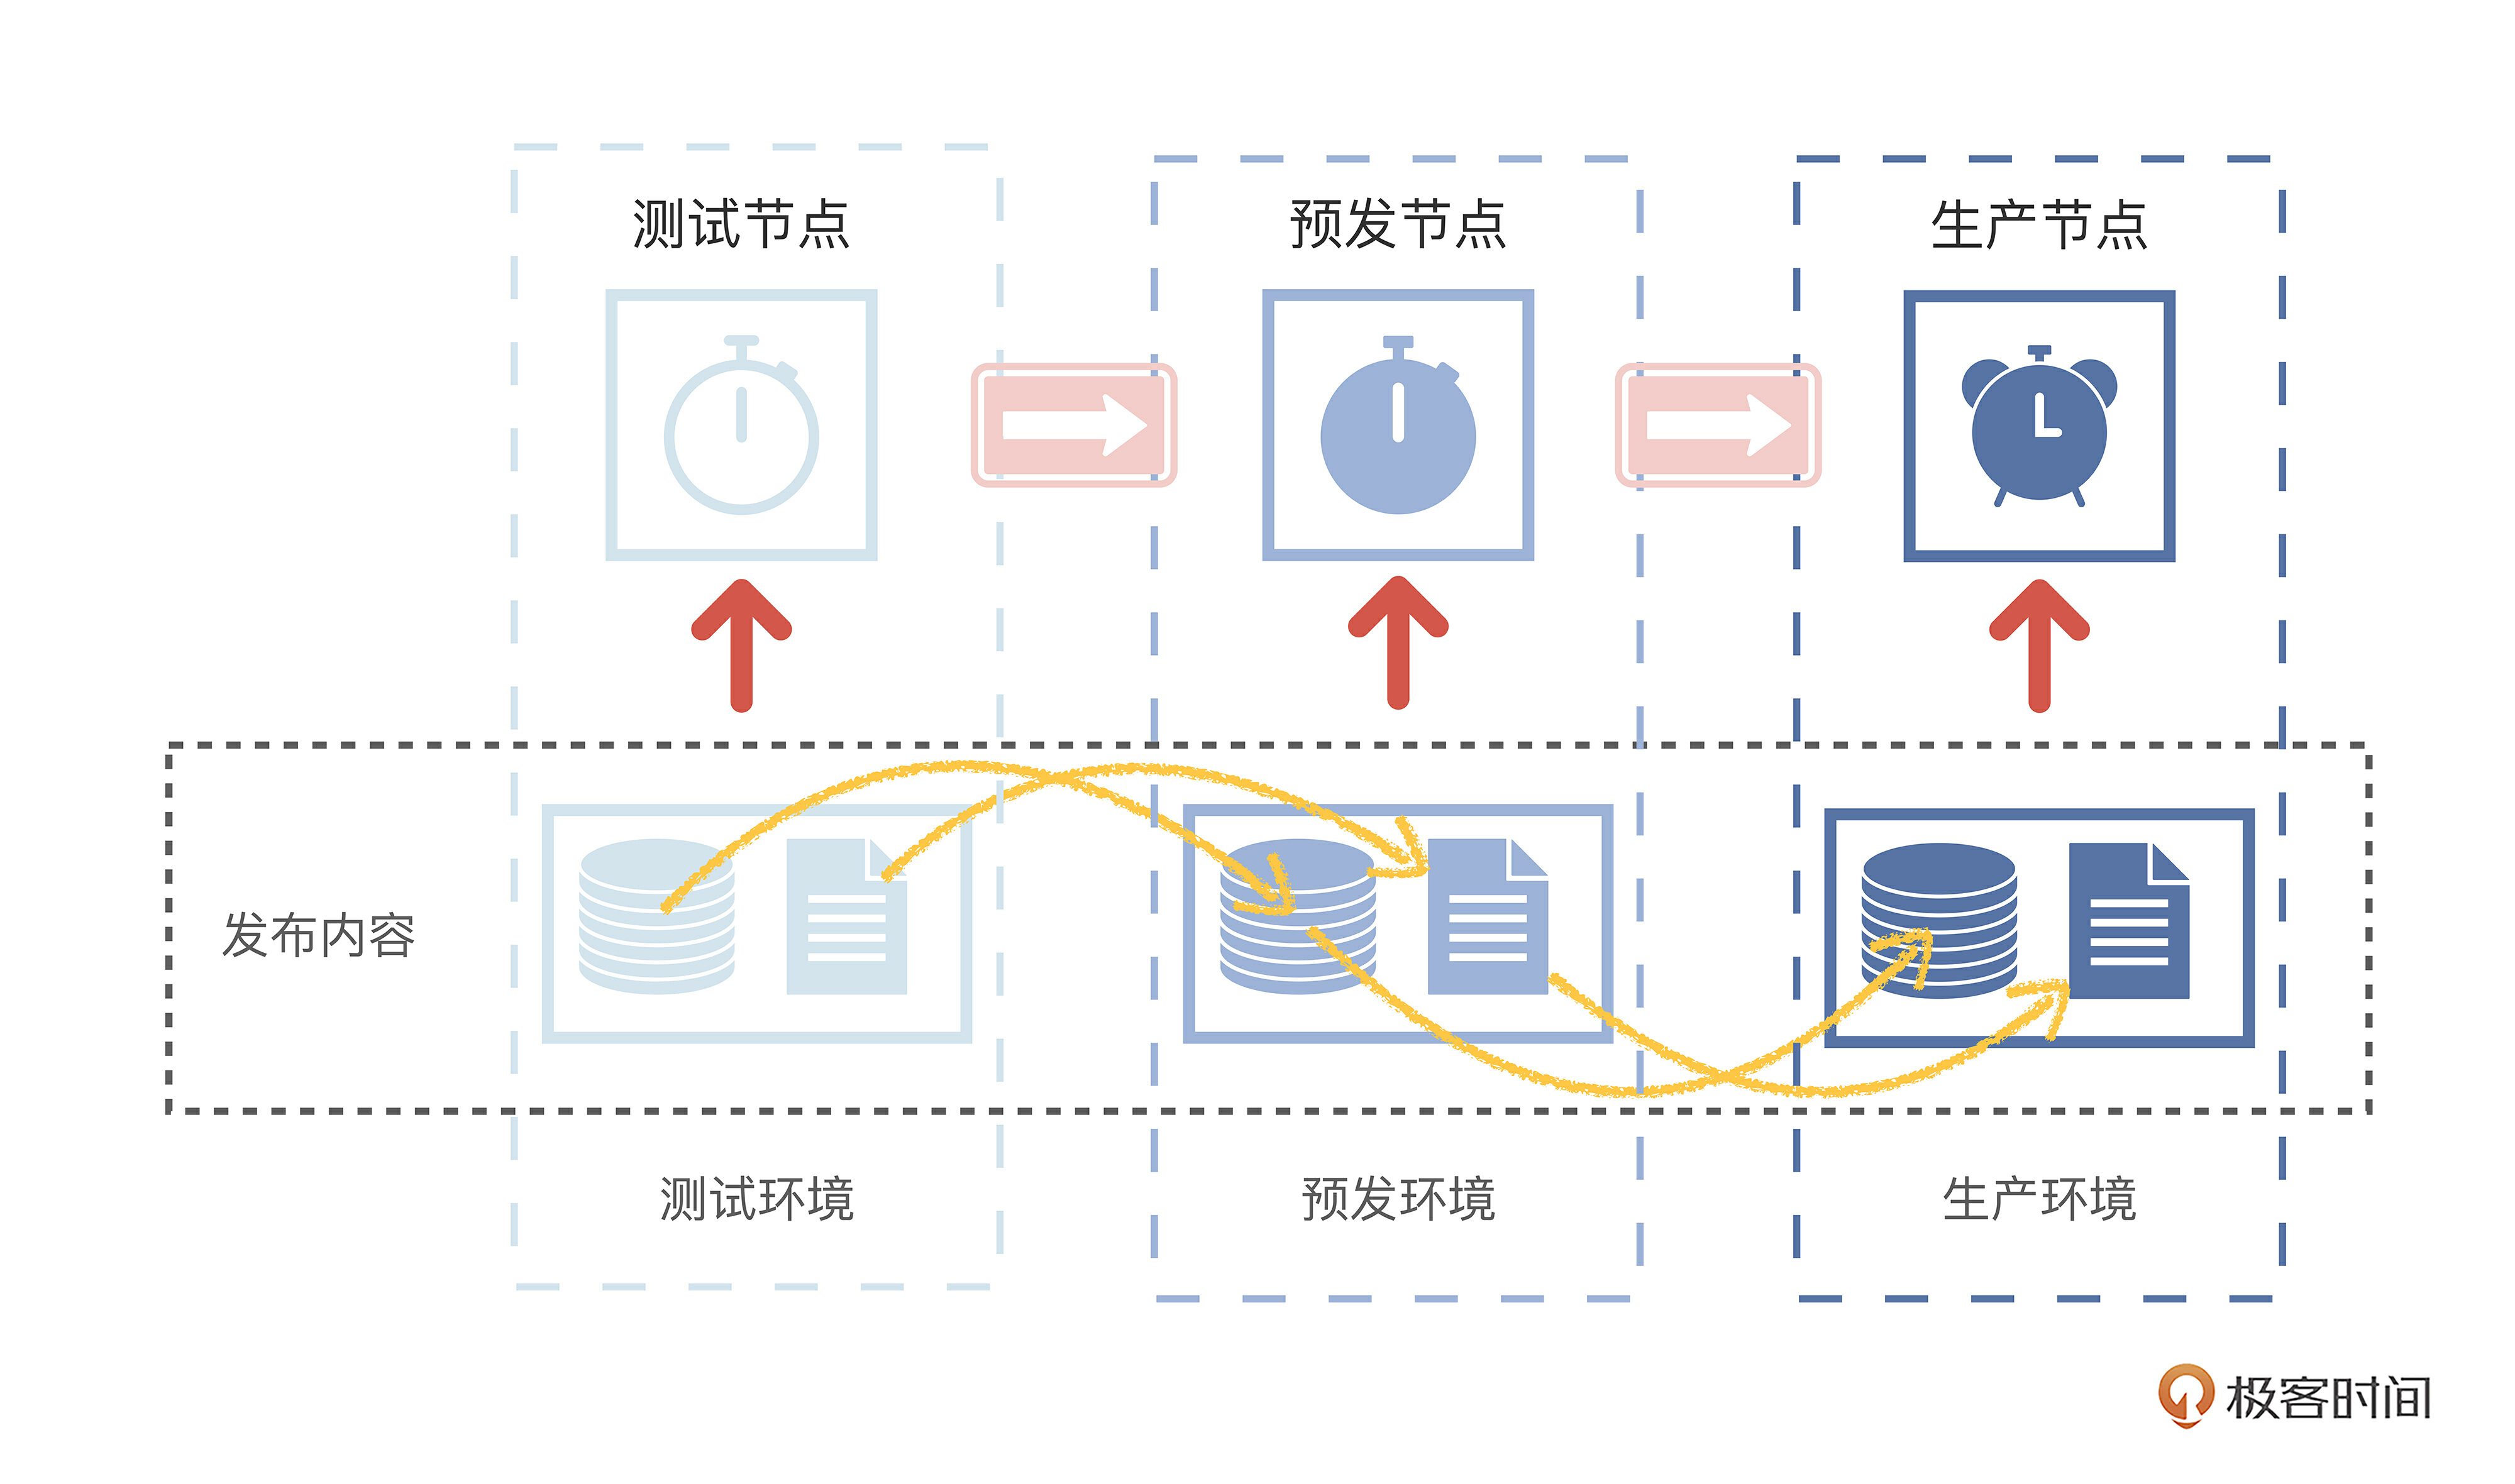 测试节点
预发节点
生产节点
发布内容
测试环境
预发环境
生产环境
极客时间